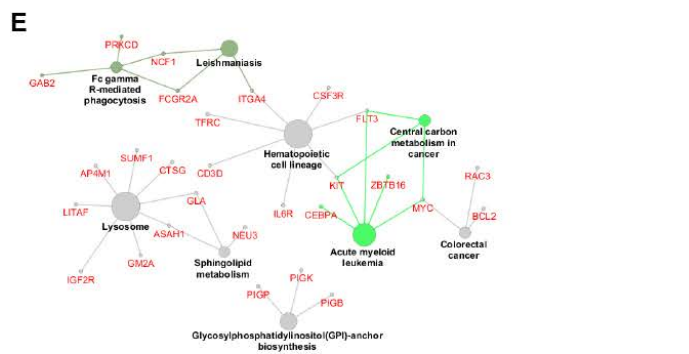 E
PRKCD
NCF1
Leishmaniasis
GAB2
Fc gamma
R-mediated
phagocytosis
FCGR2A
ITGA4
CSF3R
TFRC
FLT3
Central carbon
metabolism in
cancer
Hematopoietic
cell lineage
SUMF1
AP4M1
CTSG
CD3D
KIT
ZBTB16
RAC3
LITAF
GLA
IL6R
CEBPA
MYC
BCL2
Lysosome
ASAH1
NEU3
Colorectal
cancer
Acute myeloid
leukemia
GM2A
Sphingolipid
metabolism
IGF2R
PIGK
PIGP
PIGB
Glycosylphosphatidylinositol(GPI)-anchor
biosynthesis